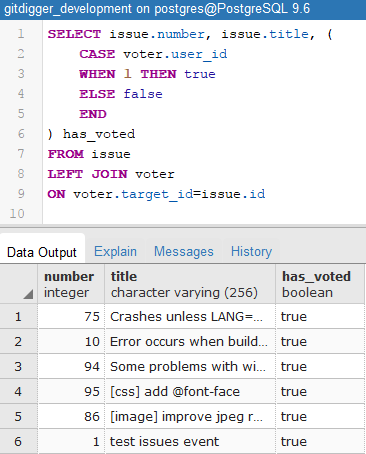 gitdigger_development on postgres@PostgreSQL 9.6
1 SELECT issue.number, issue.title, (
2 CASE voter.user_id
3 WHEN 1 THEN true
4 ELSE false
5 END
6 ) has_voted
7 FROM issue
8 LEFT JOIN voter
9 ON voter.target_id=issue.id
10
Data Output Explain Messages History
number title has_voted
integer character varying (256) boolean
1 75 Crashes unless LANG=... true
2 10 Error occurs when build... true
3 94 Some problems with wi... true
4 95 [css] add @font-face true
5 86 [image] improve jpeg r... true
6 1 test issues event true